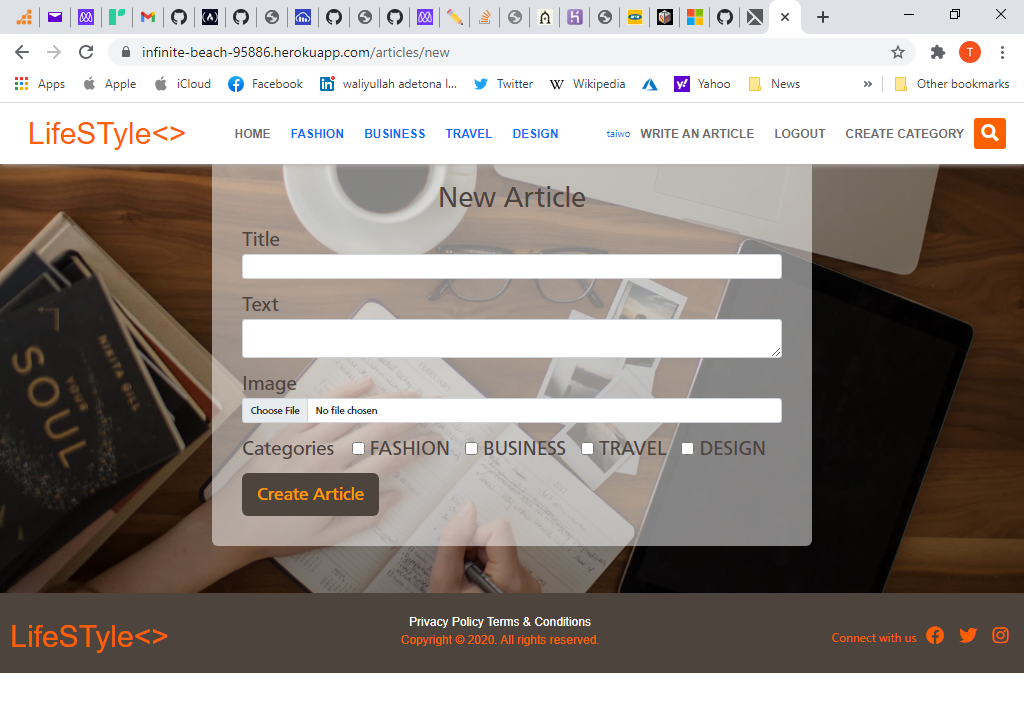 infinite-beach-95886.herokuapp.com/articles/new
T
Apps Apple iCloud Facebook waliyullah adetona l... Twitter Wikipedia Yahoo News » Other bookmarks
LifeSTyle<> HOME FASHION BUSINESS TRAVEL DESIGN taiwo WRITE AN ARTICLE LOGOUT CREATE CATEGORY
New Article
Title
Text
Image
Choose File No file chosen
Categories FASHION BUSINESS TRAVEL DESIGN
Create Article
NIKITA GILL
YOUR
SOUL
LifeSTyle<>
Privacy Policy Terms & Conditions
Copyright © 2020. All rights reserved.
Connect with us